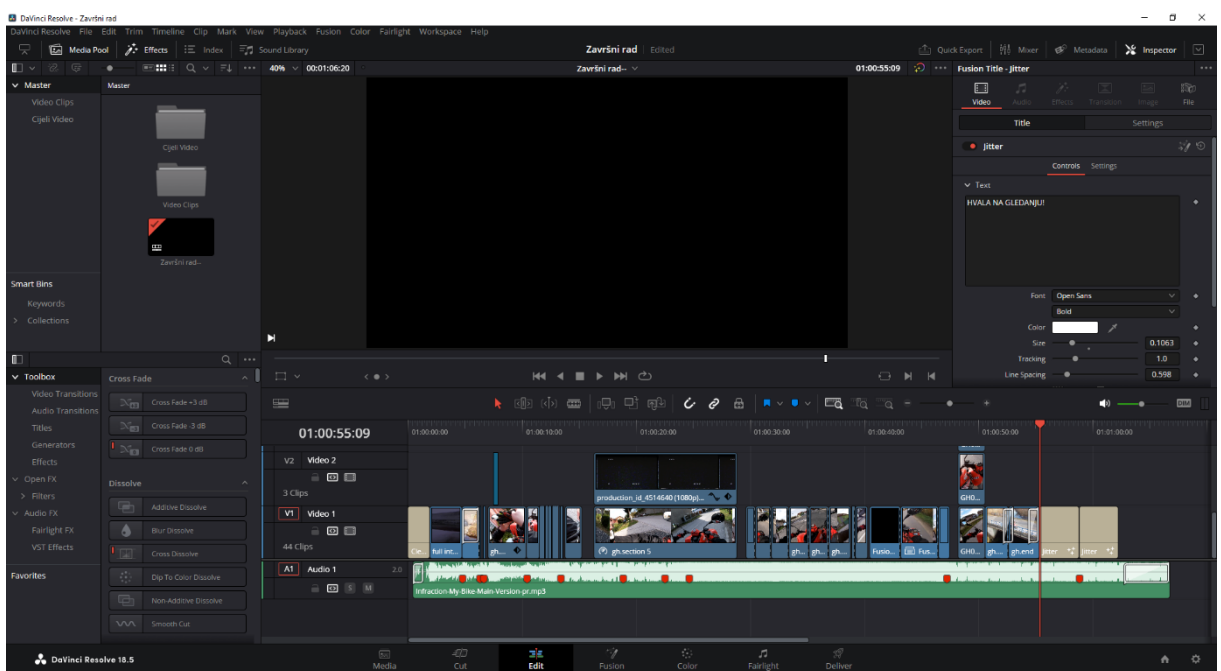 DaVinci Resolve - Završni rad
DaVinci Resolve File Edit Trim Timeline Clip Mark View Playback Fusion Color Fairlight Workspace Help
Media Pool Effects Index Sound Library Završni rad Edited Quick Export Mixer Metadata Inspector
40% 00:01:06:20 Završni rad-- 01:00:55:09 Fusion Title - Jitter
Master Master
Video Clips
Cijeli Video
Cijeli Video
Video Clips
Završni rad--
Smart Bins
Keywords
Collections
Video Audio Effects Transition Image File
Title Settings
Jitter
Controls Settings
Text
HVALA NA GLEDANJU!
Font Open Sans
Bold
Color
Size 0.1063
Tracking 1.0
Line Spacing 0.598
Toolbox
Video Transitions
Audio Transitions
Titles
Generators
Effects
Open FX
Filters
Audio FX
Fairlight FX
VST Effects
Favorites
Cross Fade
Cross Fade +3 dB
Cross Fade -3 dB
Cross Fade 0 dB
Dissolve
Additive Dissolve
Blur Dissolve
Cross Dissolve
Dip To Color Dissolve
Non-Additive Dissolve
Smooth Cut
DIM
01:00:55:09 01:00:00:00 01:00:10:00 01:00:20:00 01:00:30:00 01:00:40:00 01:00:50:00 01:01:00:00
V2 Video 2
3 Clips
production_id_4514640 (1080p)... GH0...
V1 Video 1
44 Clips
full int... gh... gh.section 5 gh... gh... gh... Fusio... Fus... GH0... gh... gh.end Jitter Jitter
A1 Audio 1 2.0
S M
Infraction-My-Bike-Main-Version-pr.mp3
DaVinci Resolve 18.5
Media Cut Edit Fusion Color Fairlight Deliver